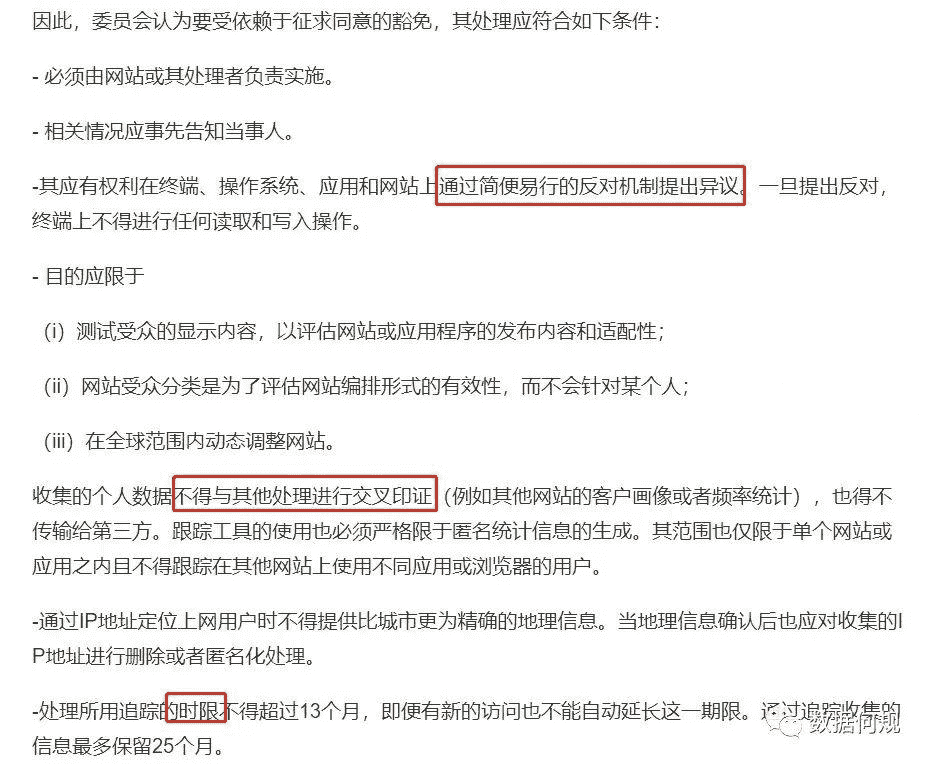 因此，委员会认为要受依赖于征求同意的豁免，其处理应符合如下条件：
- 必须由网站或其处理者负责实施。
- 相关情况应事先告知当事人。
-其应有权利在终端、操作系统、应用和网站上通过简便易行的反对机制提出异议。一旦提出反对，
终端上不得进行任何读取和写入操作。
- 目的应限于
（i）测试受众的显示内容，以评估网站或应用程序的发布内容和适配性；
（ii）网站受众分类是为了评估网站编排形式的有效性，而不会针对某个人；
（iii）在全球范围内动态调整网站。
收集的个人数据不得与其他处理进行交叉印证（例如其他网站的客户画像或者频率统计），也得不
传输给第三方。跟踪工具的使用也必须严格限于匿名统计信息的生成。其范围也仅限于单个网站或
应用之内且不得跟踪在其他网站上使用不同应用或浏览器的用户。
-通过IP地址定位上网用户时不得提供比城市更为精确的地理信息。当地理信息确认后也应对收集的I
P地址进行删除或者匿名化处理。
-处理所用追踪的时限不得超过13个月，即便有新的访问也不能自动延长这一期限。通过追踪收集的
信息最多保留25个月。
数据何规